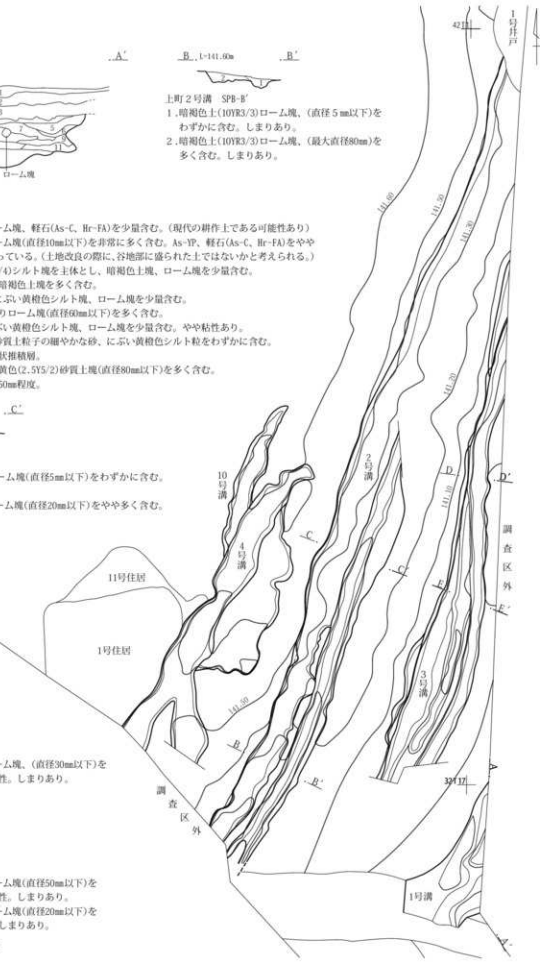 A'
B L=141.60m B'
上町2号溝 SPB-B'
1.暗褐色土(10YR3/3)ローム塊、(直径5mm以下)を
わずかに含む。しまりあり。
2.暗褐色土(10YR3/3)ローム塊、(最大直径80mm)を
多く含む。しまりあり。
ローム塊
ーム塊、軽石(As-C、Hr-FA)を少量含む。(現代の耕作土である可能性あり)
ーム塊(直径10mm以下)を非常に多く含む。As-YP、軽石(As-C、Hr-FA)をやや
っている。(土地改良の際に、谷地部に盛られた土ではないかと考えられる。)
/4)シルト塊を主体とし、暗褐色土塊、ローム塊を少量含む。
暗褐色土塊を多く含む。
にぶい黄橙色シルト塊、ローム塊を少量含む。
りローム塊(直径60mm以下)を多く含む。
ぶい黄橙色シルト塊、ローム塊を少量含む。やや粘性あり。
砂質土粒子の細やかな砂、にぶい黄橙色シルト粒をわずかに含む。
状推積層。
黄色(2.5Y5/2)砂質土塊(直径80mm以下)を多く含む。
50mm程度。
C'
ーム塊(直径5mm以下)をわずかに含む。
ーム塊(直径20mm以下)をやや多く含む。
ーム塊、(直径30mm以下)を
性。しまりあり。
ーム塊(直径50mm以下)を
性。しまりあり。
ーム塊(直径20mm以下)を
しまりあり。
1号井戸
141.60
141.50
141.30
141.20
141.10
2号溝
10号溝
4号溝
D
D'
C
C'
E
E'
調査区外
11号住居
1号住居
3号溝
141.50
B
B'
A
調査区外
1号溝
A'